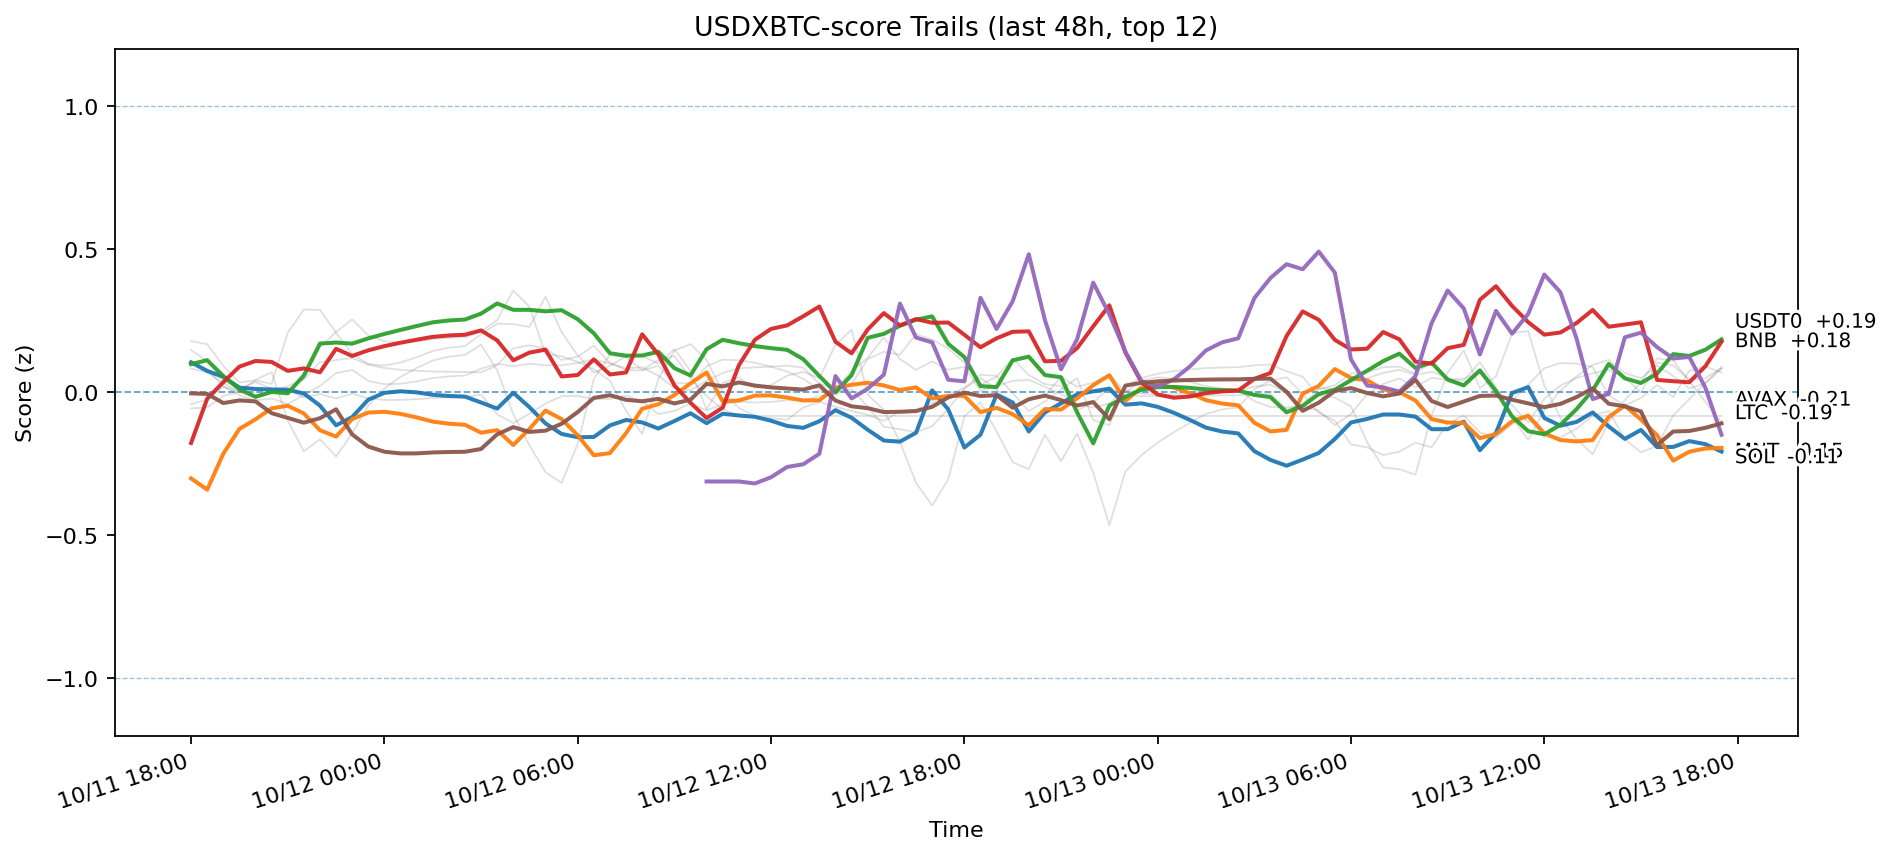 USDXBTC-score Trails (last 48h, top 12)
Score (z)
1.0
0.5
0.0
−0.5
−1.0
USDT0 +0.19
BNB +0.18
AVAX -0.21
LTC -0.19
SOL -0.11
10/11 18:00
10/12 00:00
10/12 06:00
10/12 12:00
10/12 18:00
10/13 00:00
10/13 06:00
10/13 12:00
10/13 18:00
Time